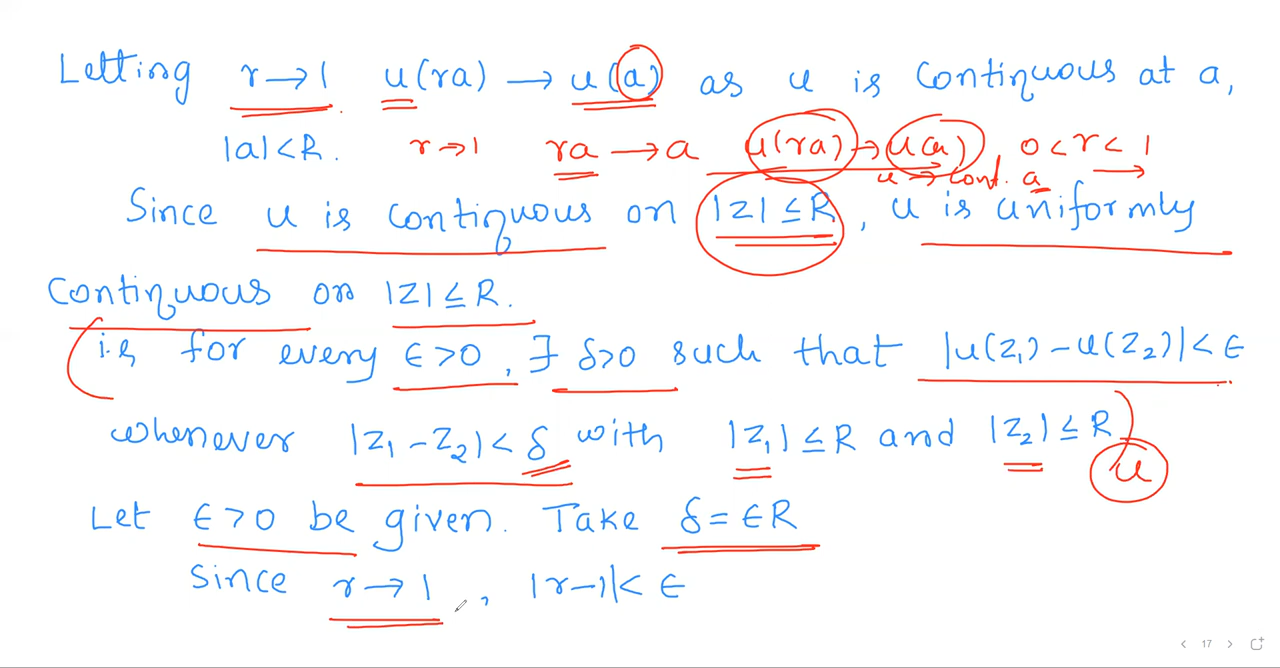 Letting r→1 u(ra) → u(a) as u is continuous at a,
|a|<R. r→1 ra → a u(ra)→u(a), 0<r<1
u → cont. a
Since u is continuous on |z|≤R, u is uniformly
continuous on |z|≤R.
i.e for every ϵ>0, ∃ δ>0 such that |u(z₁)-u(z₂)|<ϵ
whenever |z₁-z₂|<δ with |z₁|≤R and |z₂|≤R
u
Let ϵ>0 be given. Take δ=ϵR
Since r→1, |r-1|<ϵ
17